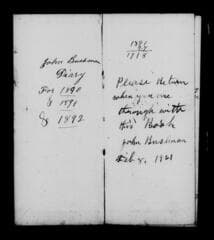 John Bushman
Diary
For 1890
& 1891
& 1892
1889
1918
Please Return
when you are
through with
this Book
John Bushman
Feb 8, 1921